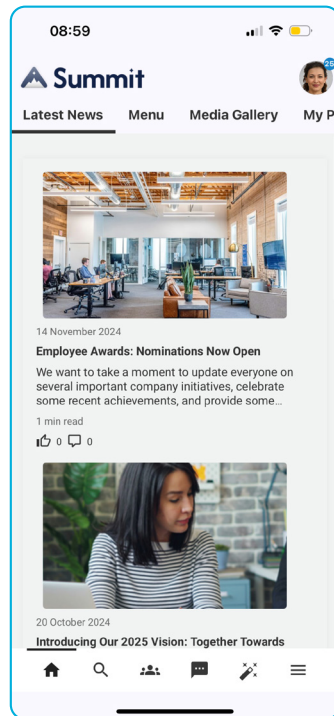 08:59
Summit
25
Latest News Menu Media Gallery My P
14 November 2024
Employee Awards: Nominations Now Open
We want to take a moment to update everyone on
several important company initiatives, celebrate
some recent achievements, and provide some...
1 min read
0 0
20 October 2024
Introducing Our 2025 Vision: Together Towards